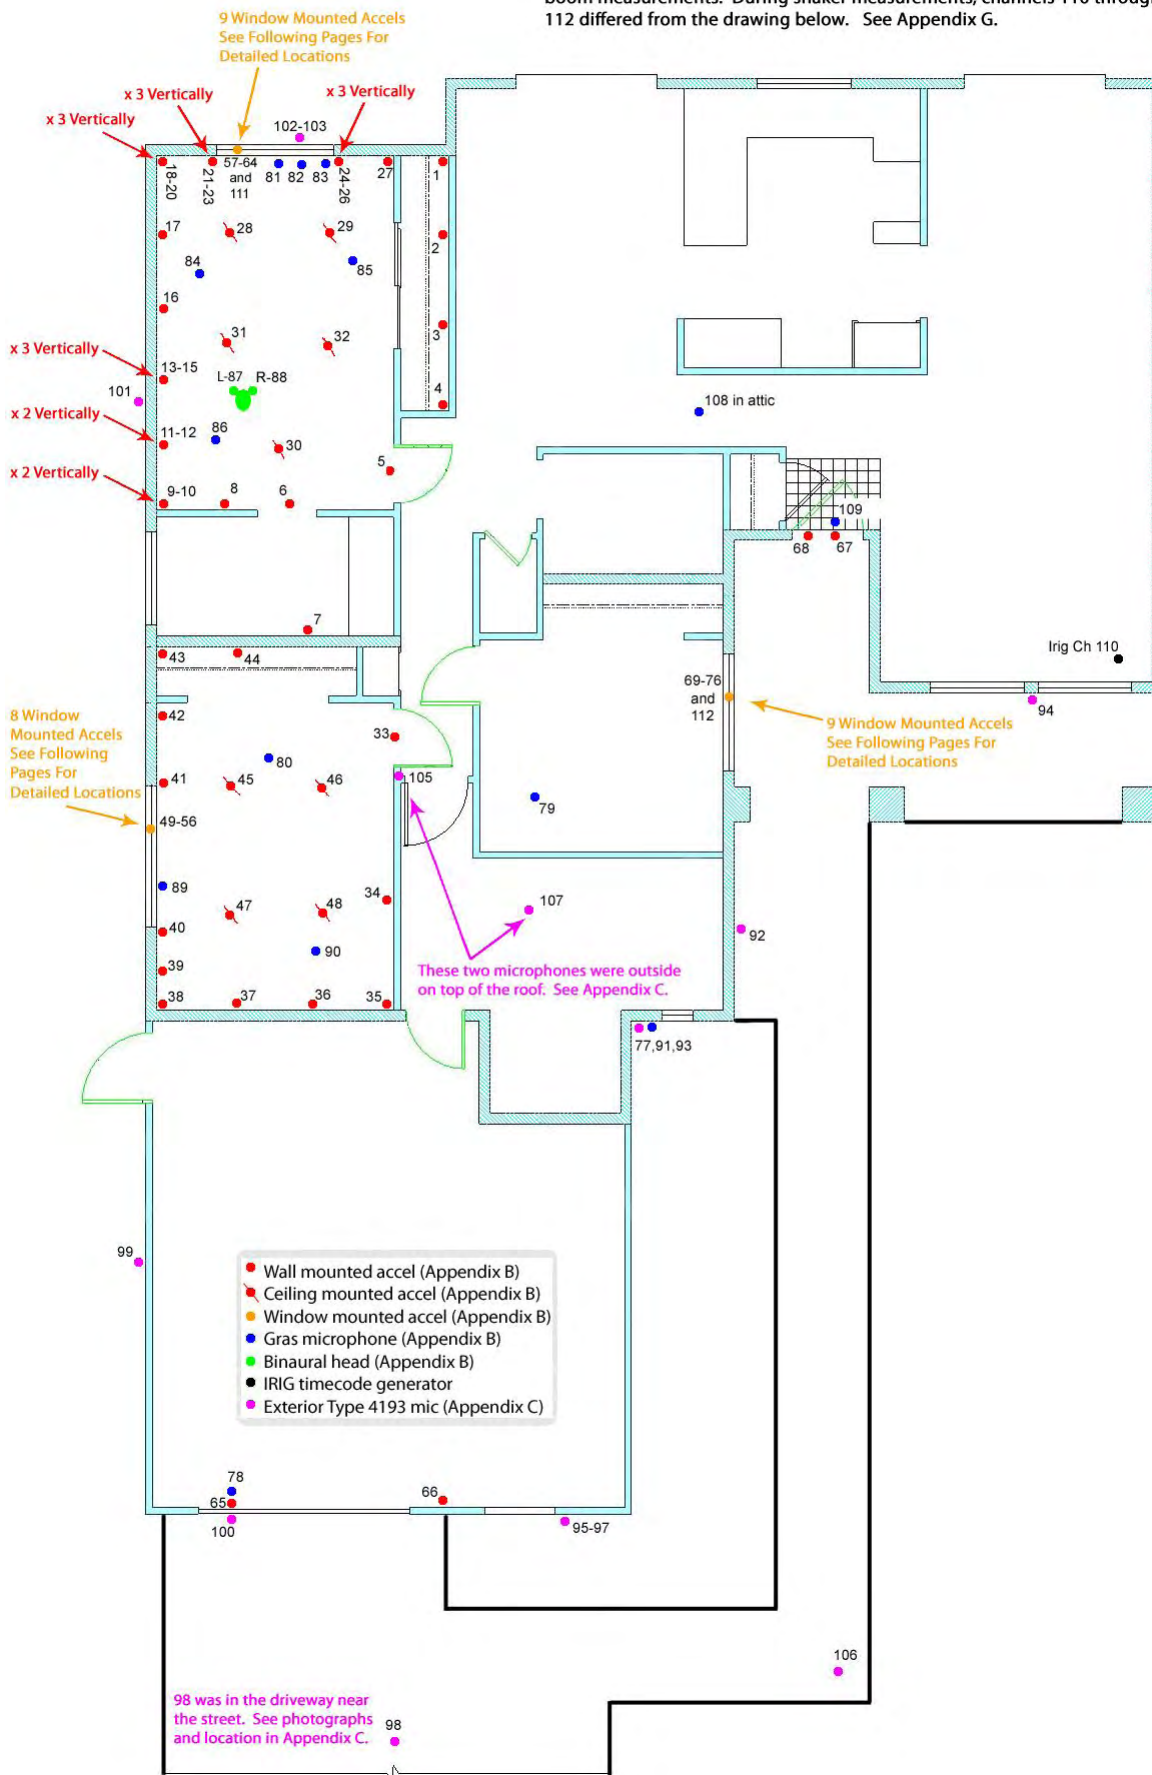 boom measurements. During shaker measurements, channels 110 through
112 differed from the drawing below. See Appendix G.
9 Window Mounted Accels
See Following Pages For
Detailed Locations
x 3 Vertically
x 3 Vertically
x 3 Vertically
102-103
18-20
21-23
57-64
and
111
81
82
83
24-26
27
1
17
28
29
2
84
85
16
31
32
3
x 3 Vertically
13-15
L-87
R-88
4
101
108 in attic
x 2 Vertically
11-12
86
30
5
x 2 Vertically
9-10
8
6
109
68
67
7
43
44
Irig Ch 110
69-76
and
112
94
8 Window
Mounted Accels
See Following
Pages For
Detailed Locations
42
33
9 Window Mounted Accels
See Following Pages For
Detailed Locations
80
41
45
46
105
79
49-56
89
34
47
48
107
40
92
90
39
These two microphones were outside
on top of the roof. See Appendix C.
38
37
36
35
77,91,93
99
Wall mounted accel (Appendix B)
Ceiling mounted accel (Appendix B)
Window mounted accel (Appendix B)
Gras microphone (Appendix B)
Binaural head (Appendix B)
IRIG timecode generator
Exterior Type 4193 mic (Appendix C)
78
65
66
100
95-97
106
98 was in the driveway near
the street. See photographs
and location in Appendix C.
98